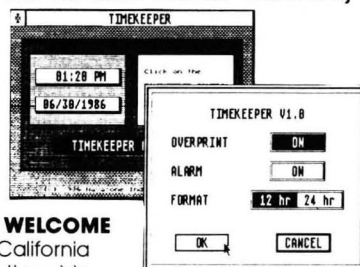 TIMEKEEPER
01:20 PM
Click on the
06/30/1986
TIMEKEEPER
TIMEKEEPER V1.0
OVERPRINT ON
ALARM ON
FORMAT 12 hr 24 hr
OK CANCEL
WELCOME
California